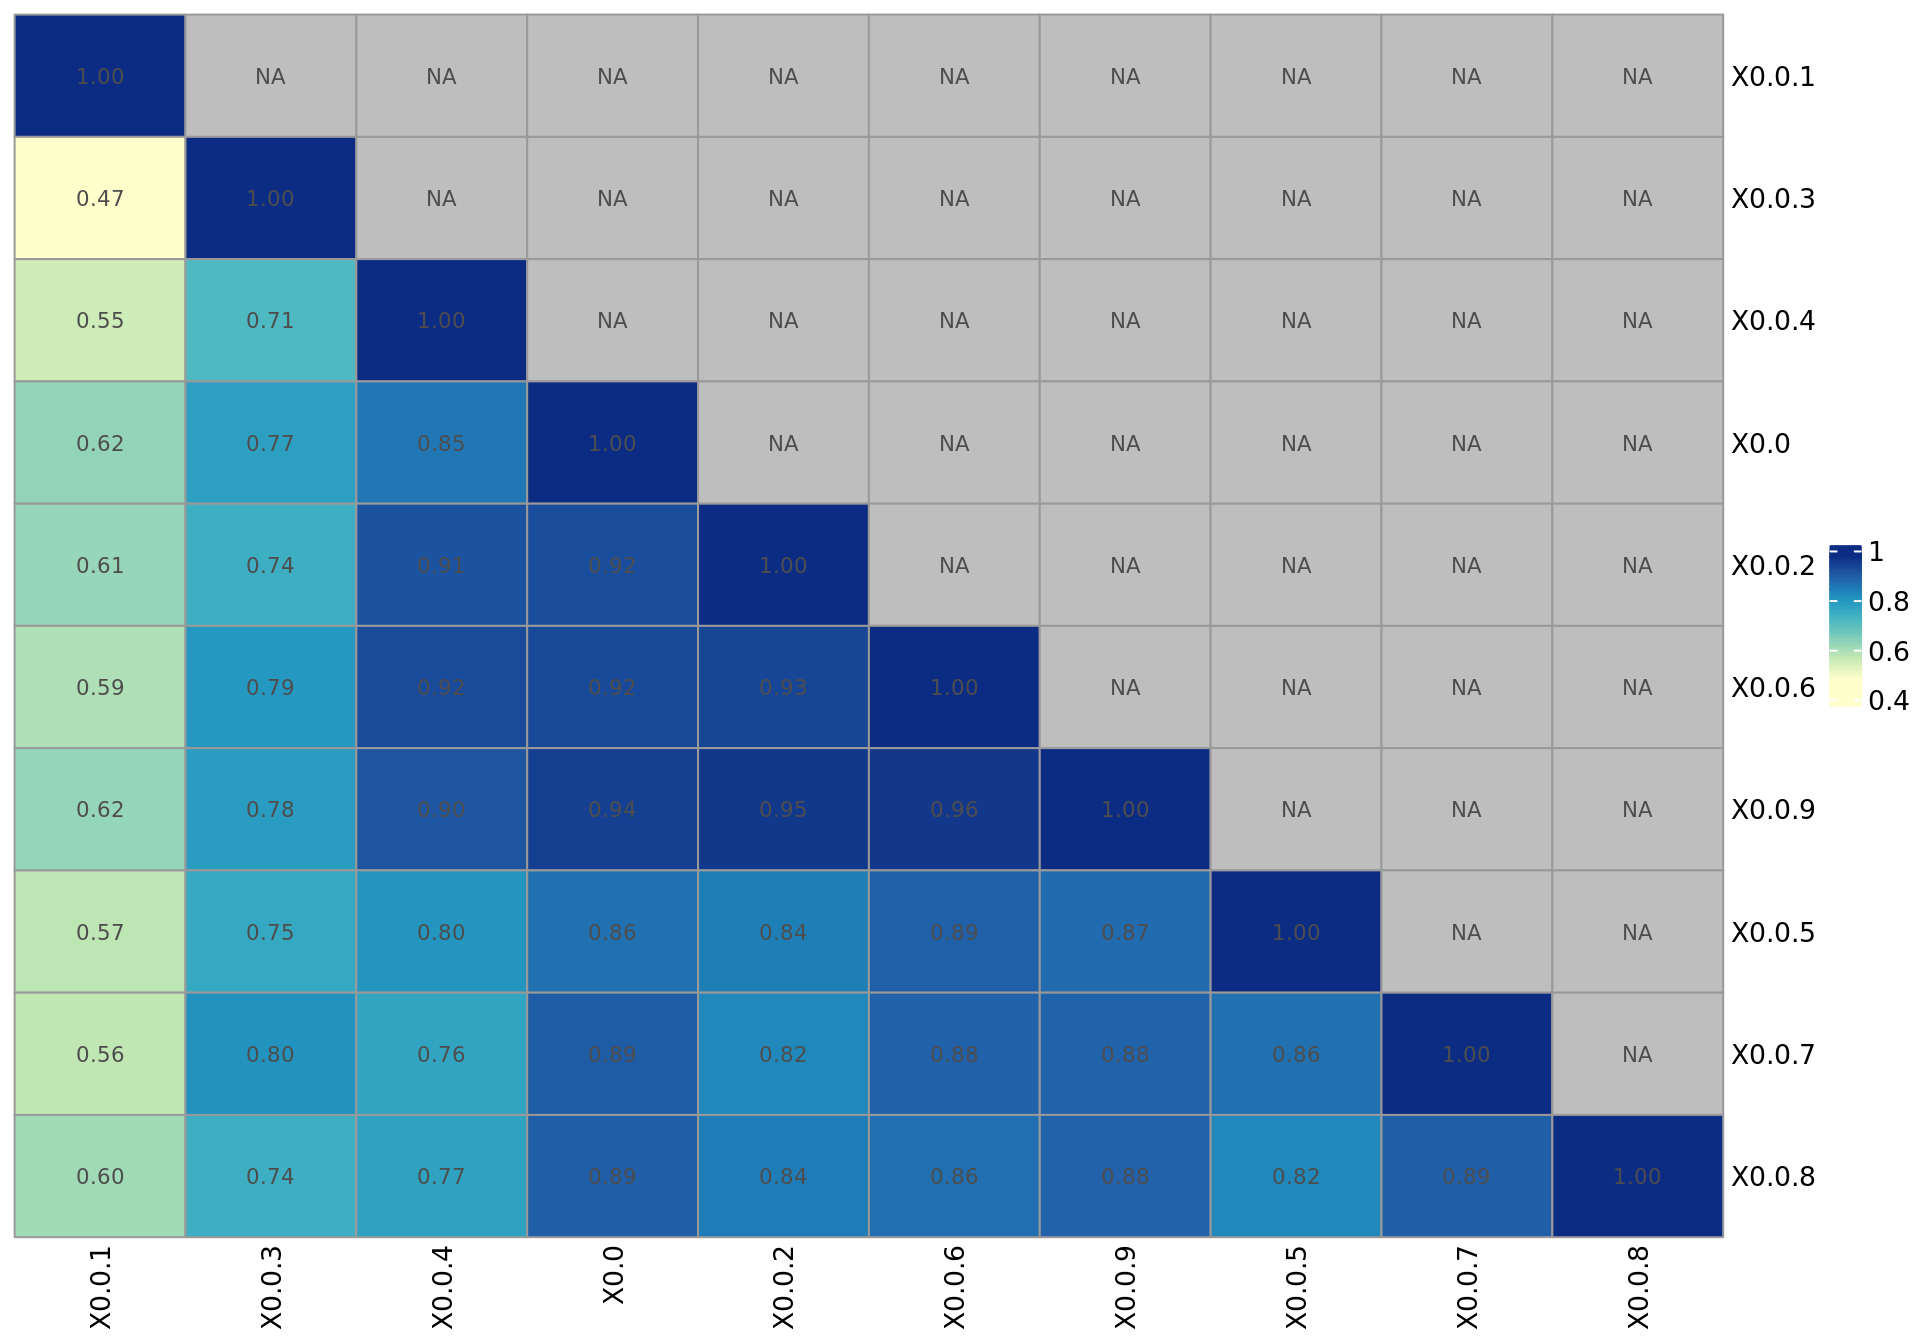 1.00 NA NA NA NA NA NA NA NA NA X0.0.1
0.47 1.00 NA NA NA NA NA NA NA NA X0.0.3
0.55 0.71 1.00 NA NA NA NA NA NA NA X0.0.4
0.62 0.77 0.85 1.00 NA NA NA NA NA NA X0.0
0.61 0.74 0.91 0.92 1.00 NA NA NA NA NA X0.0.2
0.59 0.79 0.92 0.92 0.93 1.00 NA NA NA NA X0.0.6
0.62 0.78 0.90 0.94 0.95 0.96 1.00 NA NA NA X0.0.9
0.57 0.75 0.80 0.86 0.84 0.89 0.87 1.00 NA NA X0.0.5
0.56 0.80 0.76 0.89 0.82 0.88 0.88 0.86 1.00 NA X0.0.7
0.60 0.74 0.77 0.89 0.84 0.86 0.88 0.82 0.89 1.00 X0.0.8
X0.0.1 X0.0.3 X0.0.4 X0.0 X0.0.2 X0.0.6 X0.0.9 X0.0.5 X0.0.7 X0.0.8
1
0.8
0.6
0.4